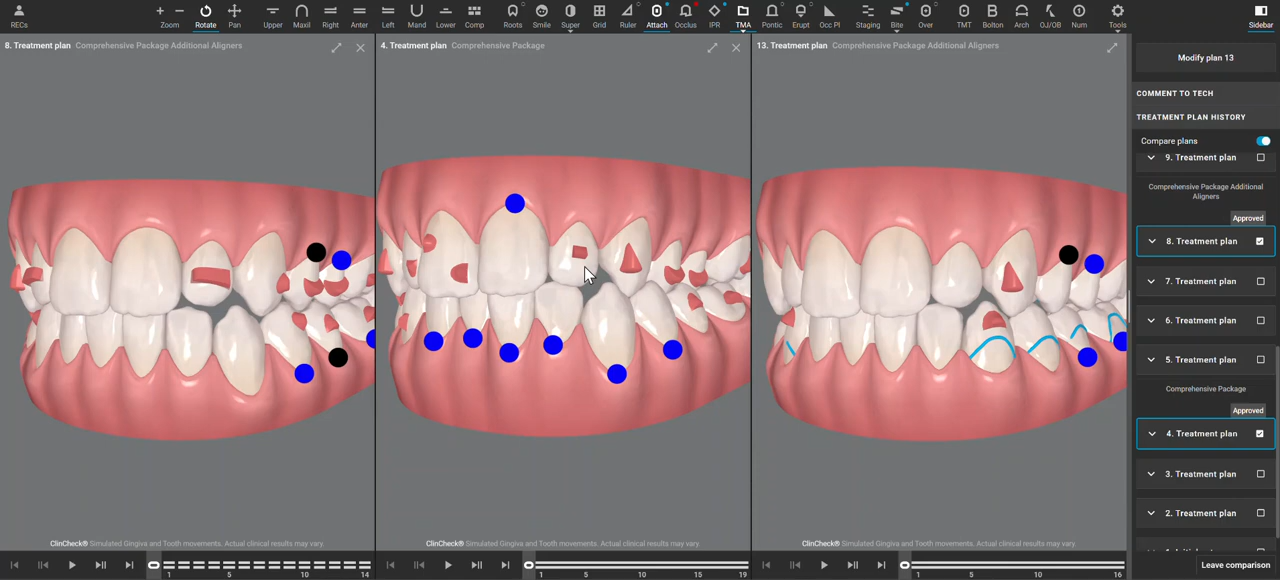 RECs
Zoom
Rotate
Pan
Upper
Maxil
Right
Anter
Left
Mand
Lower
Comp
Roots
Smile
Super
Grid
Ruler
Attach
Occlus
IPR
TMA
Pontic
Erupt
Occ Pl
Staging
Bite
Over
TMT
Bolton
Arch
OJ/OB
Num
Tools
Sidebar
8. Treatment plan Comprehensive Package Additional Aligners
4. Treatment plan Comprehensive Package
13. Treatment plan Comprehensive Package Additional Aligners
ClinCheck® Simulated Gingiva and Tooth movements. Actual clinical results may vary.
ClinCheck® Simulated Gingiva and Tooth movements. Actual clinical results may vary.
ClinCheck® Simulated Gingiva and Tooth movements. Actual clinical results may vary.
1 5 10 14
1 5 10 15 19
1 5 10 16
Modify plan 13
COMMENT TO TECH
TREATMENT PLAN HISTORY
Compare plans
9. Treatment plan
Comprehensive Package Additional
Aligners
Approved
8. Treatment plan
7. Treatment plan
6. Treatment plan
5. Treatment plan
Comprehensive Package
Approved
4. Treatment plan
3. Treatment plan
2. Treatment plan
Leave comparison